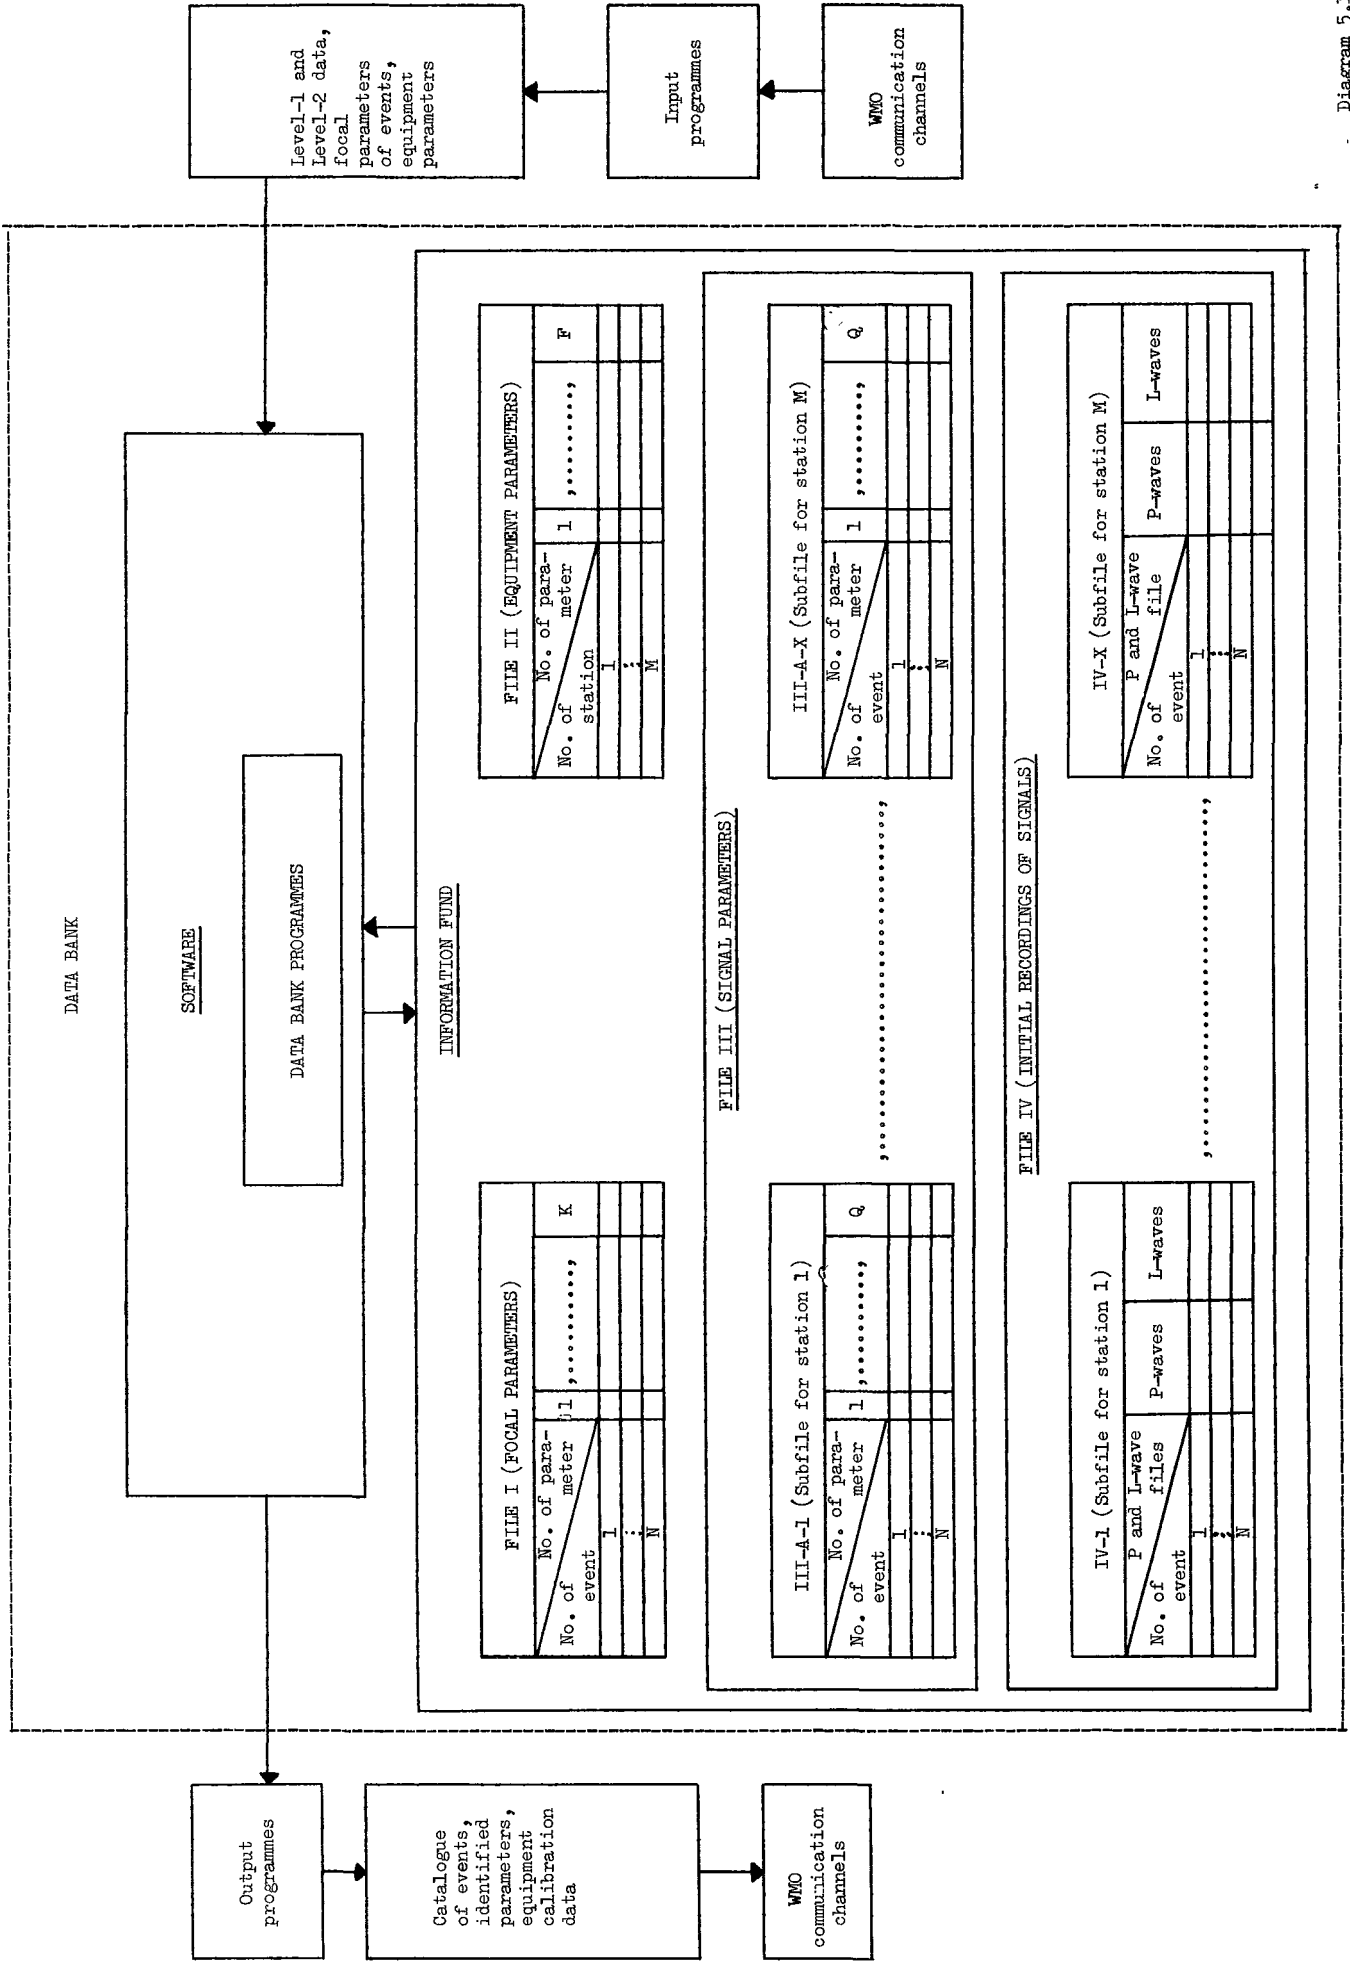 DATA BANK
SOFTWARE
DATA BANK PROGRAMMES
Output
programmes
Catalogue
of events,
identified
parameters,
equipment
calibration
data
WMO
communication
channels
INFORMATION FUND
FILE I (FOCAL PARAMETERS)
No. of para-
meter
No. of
event
1 ,.........., K
1
:
N
FILE II (EQUIPMENT PARAMETERS)
No. of para-
meter
No. of
station
1 ,.........., F
1
:
M
FILE III (SIGNAL PARAMETERS)
III-A-1 (Subfile for station 1)
No. of para-
meter
No. of
event
1 ,.........., Q
1
:
N
III-A-X (Subfile for station M)
No. of para-
meter
No. of
event
1 ,.........., Q
1
:
N
FILE IV (INITIAL RECORDINGS OF SIGNALS)
IV-1 (Subfile for station 1)
P and L-wave
files
No. of
event
P-waves L-waves
1
:
N
IV-X (Subfile for station M)
P and L-wave
file
No. of
event
P-waves L-waves
1
:
N
Level-1 and
Level-2 data,
focal
parameters
of events,
equipment
parameters
Input
programmes
WMO
communication
channels
Diagram